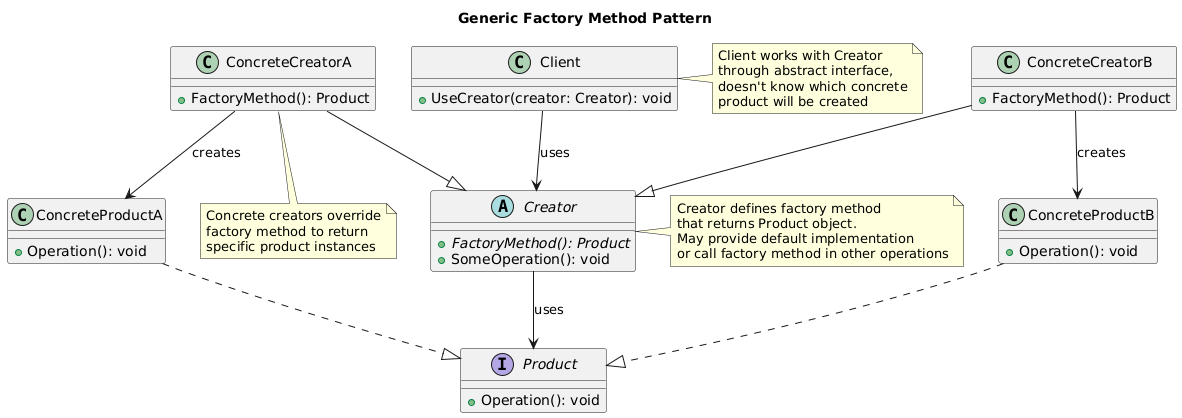 Generic Factory Method Pattern
C ConcreteCreatorA
FactoryMethod(): Product
C Client
UseCreator(creator: Creator): void
Client works with Creator
through abstract interface,
doesn't know which concrete
product will be created
C ConcreteCreatorB
FactoryMethod(): Product
creates
uses
creates
C ConcreteProductA
Operation(): void
Concrete creators override
factory method to return
specific product instances
A Creator
FactoryMethod(): Product
SomeOperation(): void
Creator defines factory method
that returns Product object.
May provide default implementation
or call factory method in other operations
C ConcreteProductB
Operation(): void
uses
I Product
Operation(): void